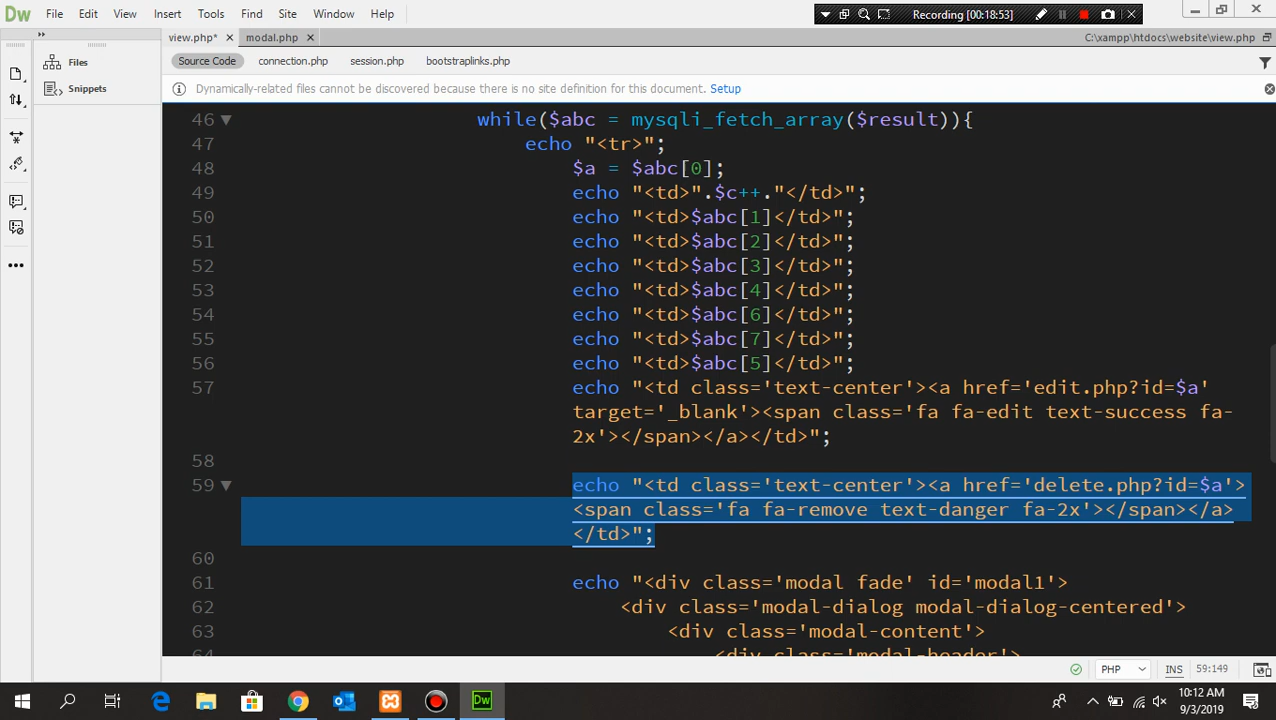 Dw File Edit View Insert Tools Find Site Window Help
Recording [00:18:53]
view.php* modal.php
C:\xampp\htdocs\website\view.php
Source Code connection.php session.php bootstraplinks.php
Files
Snippets
Dynamically-related files cannot be discovered because there is no site definition for this document. Setup
46 while($abc = mysqli_fetch_array($result)){
47 echo "<tr>";
48 $a = $abc[0];
49 echo "<td>".$c++."</td>";
50 echo "<td>$abc[1]</td>";
51 echo "<td>$abc[2]</td>";
52 echo "<td>$abc[3]</td>";
53 echo "<td>$abc[4]</td>";
54 echo "<td>$abc[6]</td>";
55 echo "<td>$abc[7]</td>";
56 echo "<td>$abc[5]</td>";
57 echo "<td class='text-center'><a href='edit.php?id=$a'
target='_blank'><span class='fa fa-edit text-success fa-
2x'></span></a></td>";
58
59 echo "<td class='text-center'><a href='delete.php?id=$a'>
<span class='fa fa-remove text-danger fa-2x'></span></a>
</td>";
60
61 echo "<div class='modal fade' id='modal1'>
62 <div class='modal-dialog modal-dialog-centered'>
63 <div class='modal-content'>
64 <div class='modal-header'>
PHP INS 59:149
Dw
10:12 AM
9/3/2019